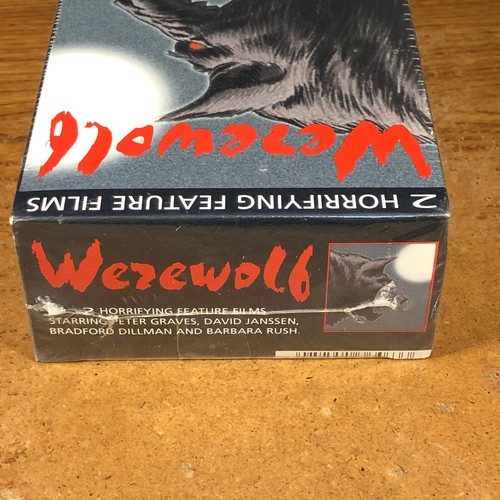 Werewolf
2 HORRIFYING FEATURE FILMS
Werewolf
2 HORRIFYING FEATURE FILMS
STARRING PETER GRAVES, DAVID JANSSEN,
BRADFORD DILLMAN AND BARBARA RUSH.